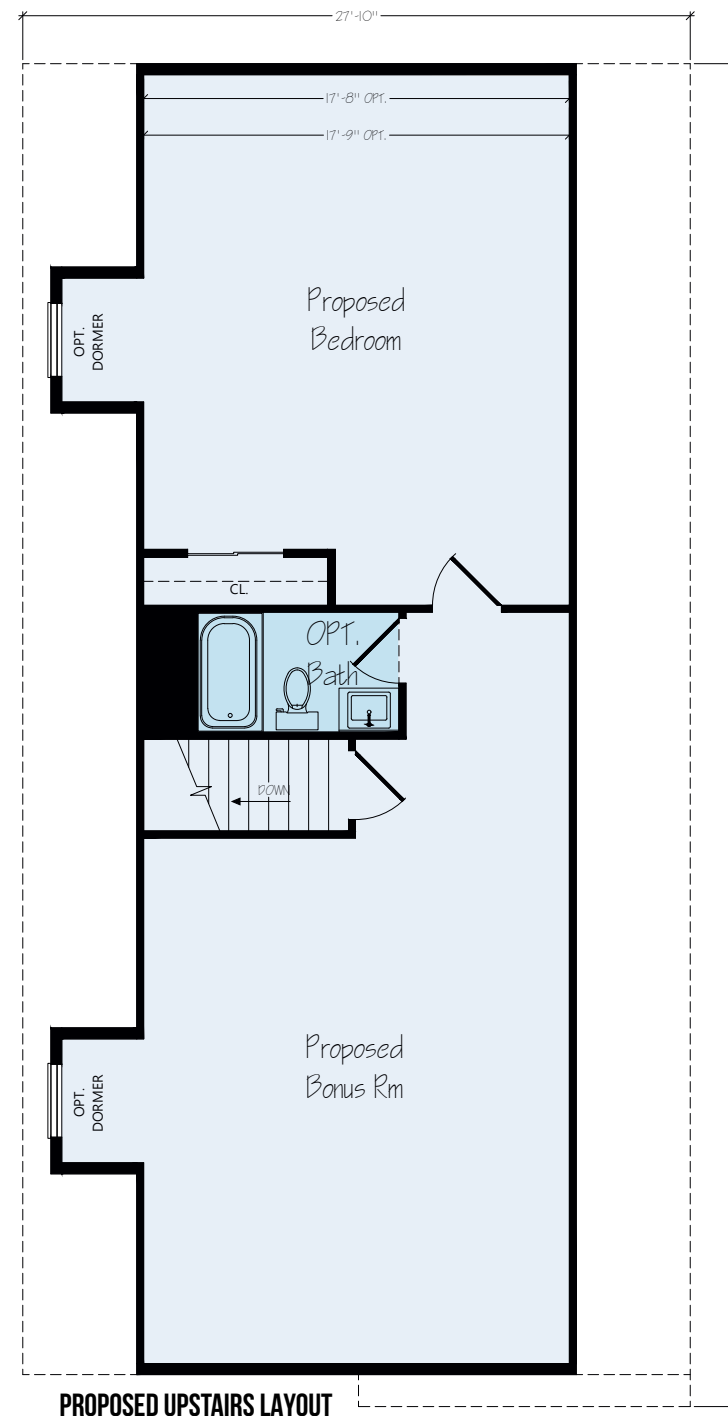 27'-10"
17'-8" OPT.
17'-9" OPT.
Proposed
Bedroom
OPT.
DORMER
CL.
OPT.
Bath
DOWN
Proposed
Bonus Rm
OPT.
DORMER
PROPOSED UPSTAIRS LAYOUT